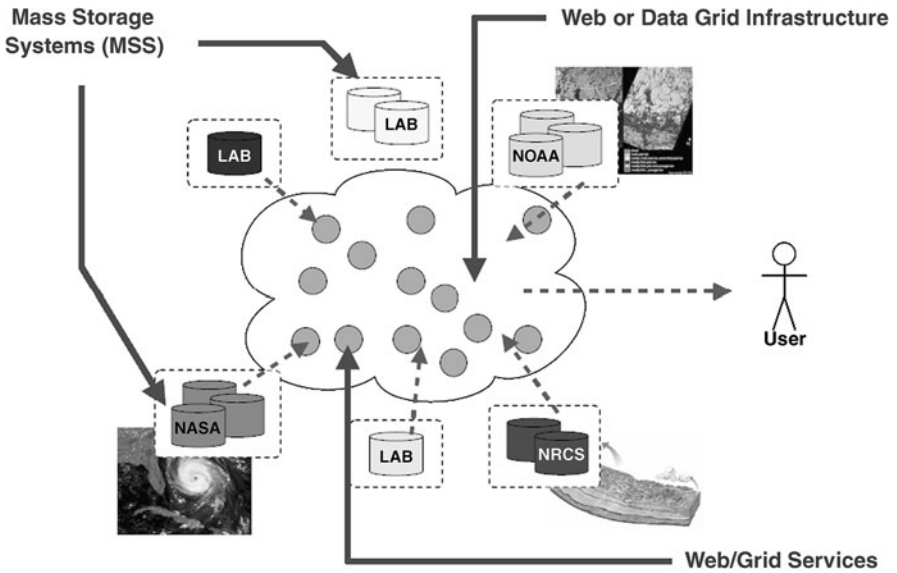 Mass Storage
Systems (MSS)
Web or Data Grid Infrastructure
LAB
LAB
NOAA
User
NASA
LAB
NRCS
Web/Grid Services